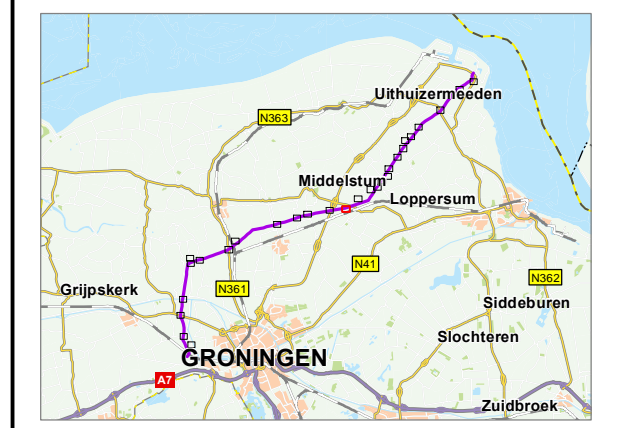 Uithuizermeeden
N363
Middelstum
Loppersum
N41
N362
Grijpskerk
N361
Siddeburen
Slochteren
GRONINGEN
A7
Zuidbroek